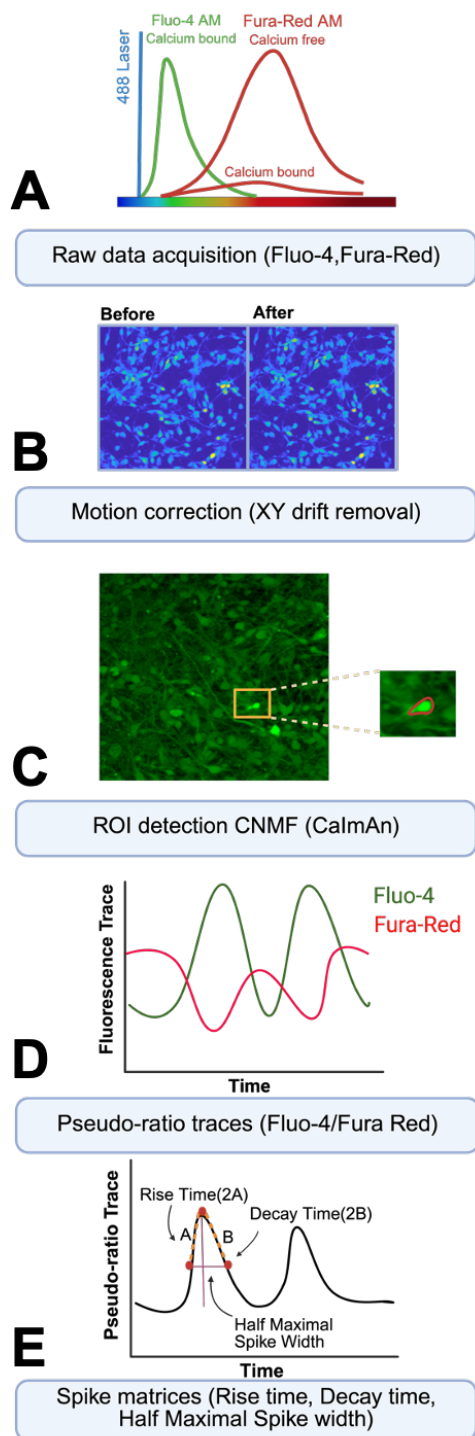 Fluo-4 AM
Calcium bound
Fura-Red AM
Calcium free
488 Laser
Calcium bound
A
Raw data acquisition (Fluo-4,Fura-Red)
Before
After
B
Motion correction (XY drift removal)
C
ROI detection CNMF (CaImAn)
Fluo-4
Fura-Red
Fluorescence Trace
D
Time
Pseudo-ratio traces (Fluo-4/Fura Red)
Rise Time(2A)
A
B
Decay Time(2B)
Half Maximal
Spike Width
Pseudo-ratio Trace
E
Time
Spike matrices (Rise time, Decay time,
Half Maximal Spike width)